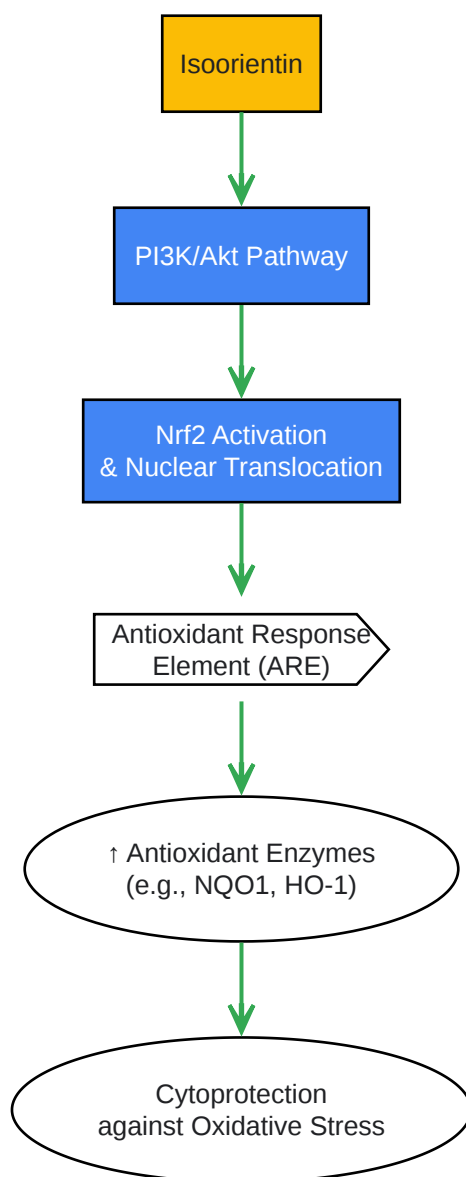 Isoorientin
PI3K/Akt Pathway
Nrf2 Activation
& Nuclear Translocation
Antioxidant Response
Element (ARE)
↑ Antioxidant Enzymes
(e.g., NQO1, HO-1)
Cytoprotection
against Oxidative Stress